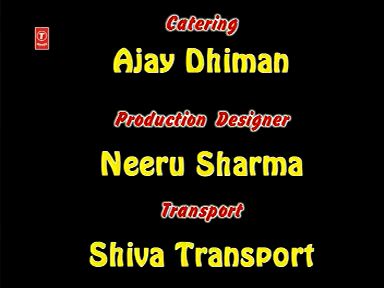 Catering
Ajay Dhiman
Production Designer
Neeru Sharma
Transport
Shiva Transport